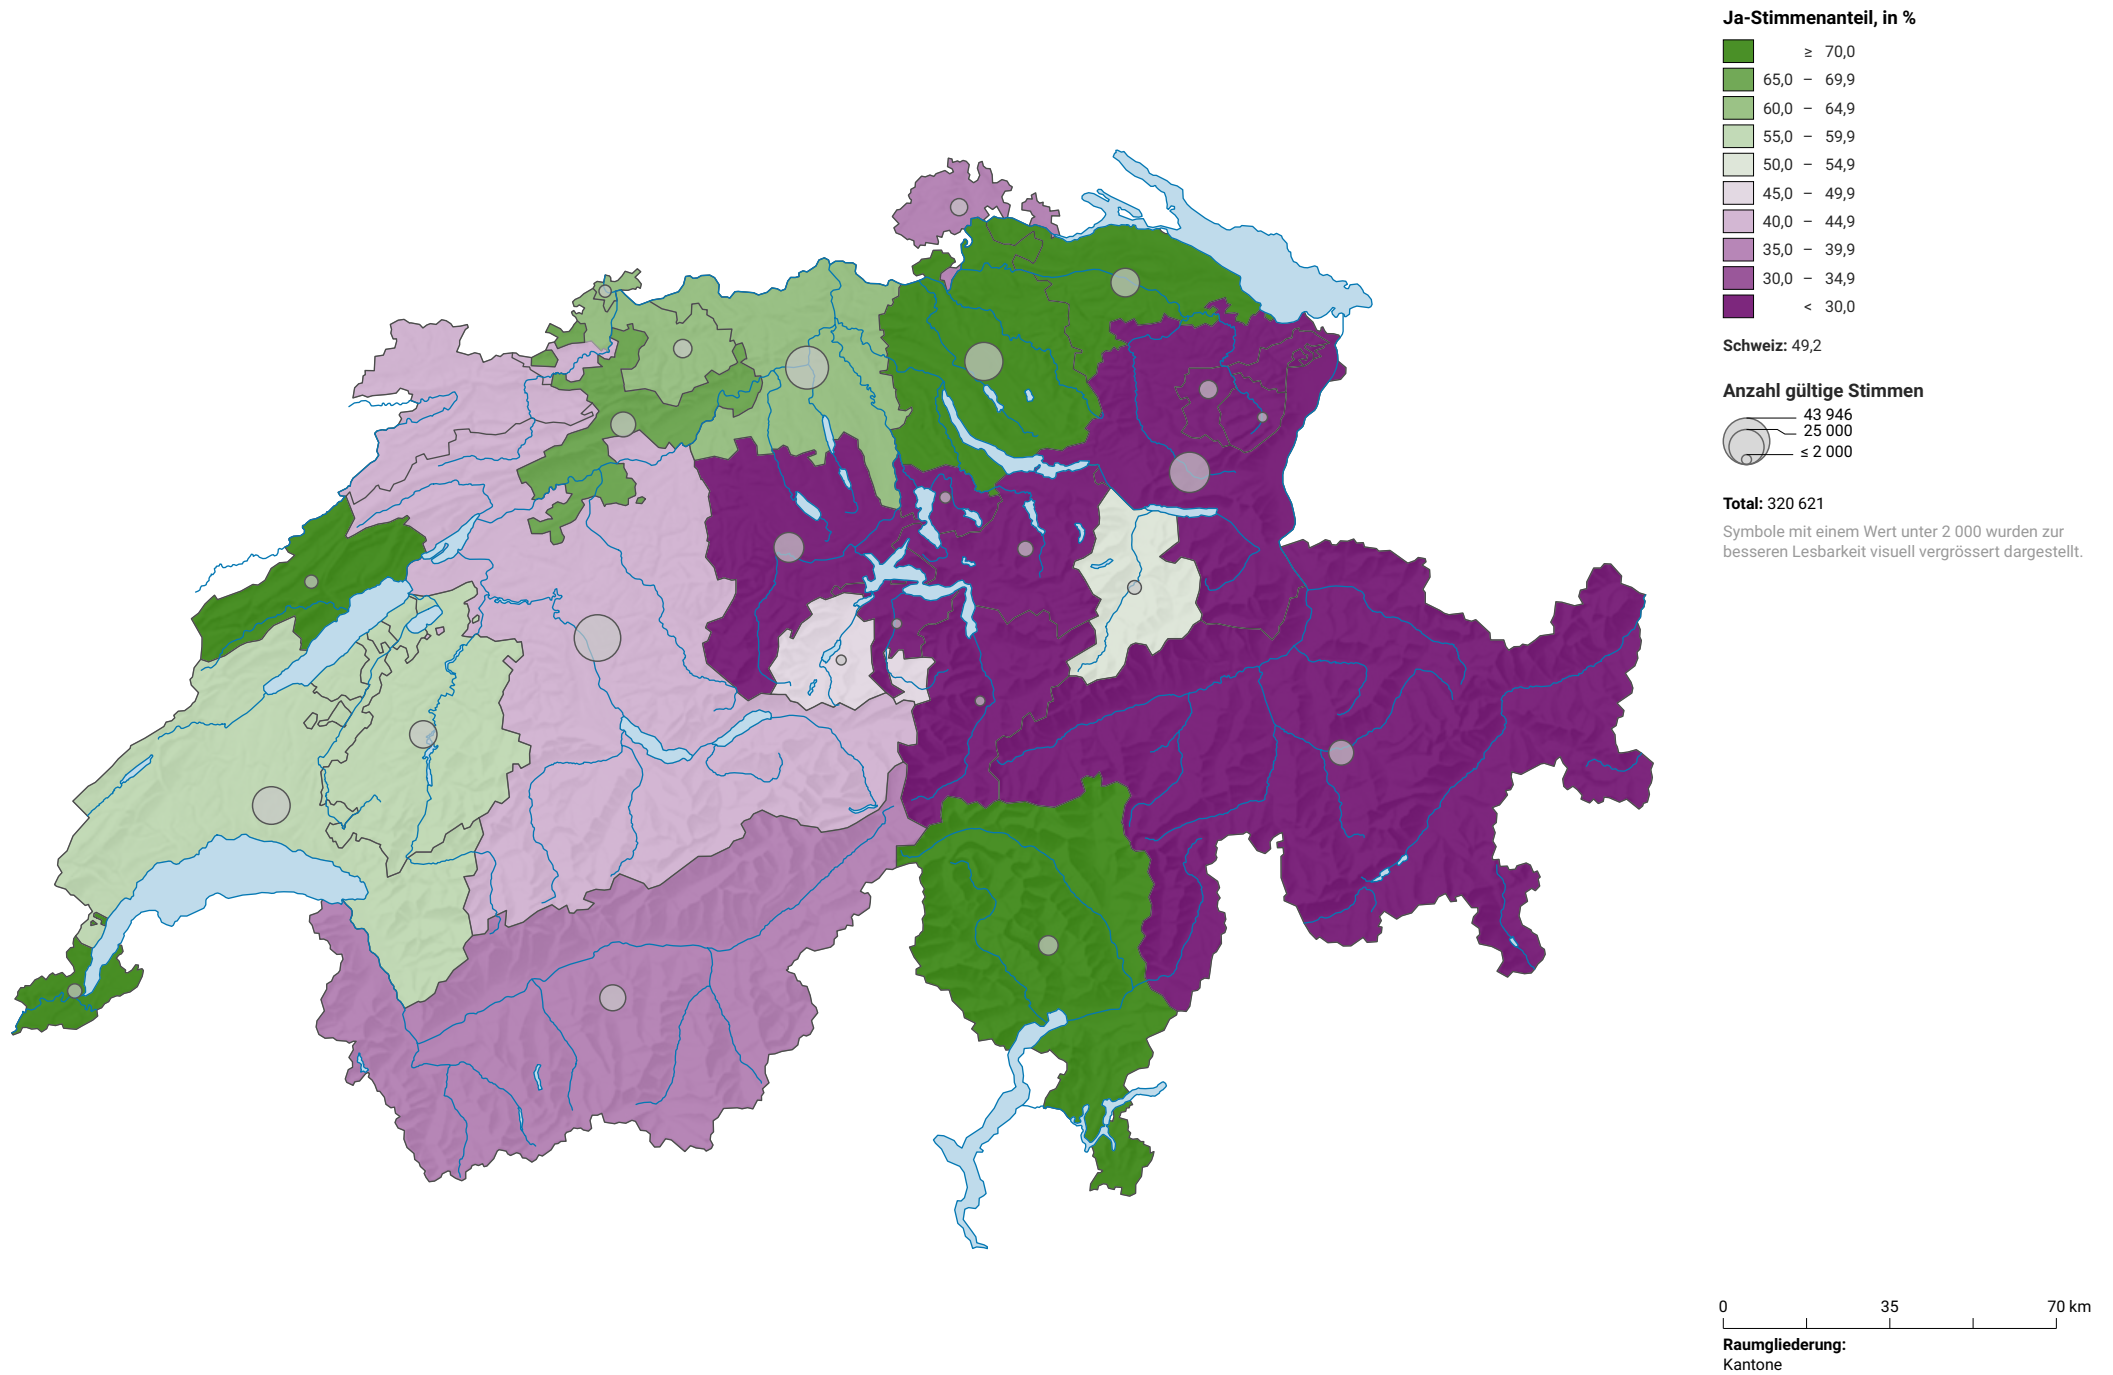 Ja-Stimmenanteil, in %
≥ 70,0
65,0 – 69,9
60,0 – 64,9
55,0 – 59,9
50,0 – 54,9
45,0 – 49,9
40,0 – 44,9
35,0 – 39,9
30,0 – 34,9
< 30,0
Schweiz: 49,2
Anzahl gültige Stimmen
43 946
25 000
≤ 2 000
Total: 320 621
Symbole mit einem Wert unter 2 000 wurden zur
besseren Lesbarkeit visuell vergrössert dargestellt.
0 35 70 km
Raumgliederung:
Kantone